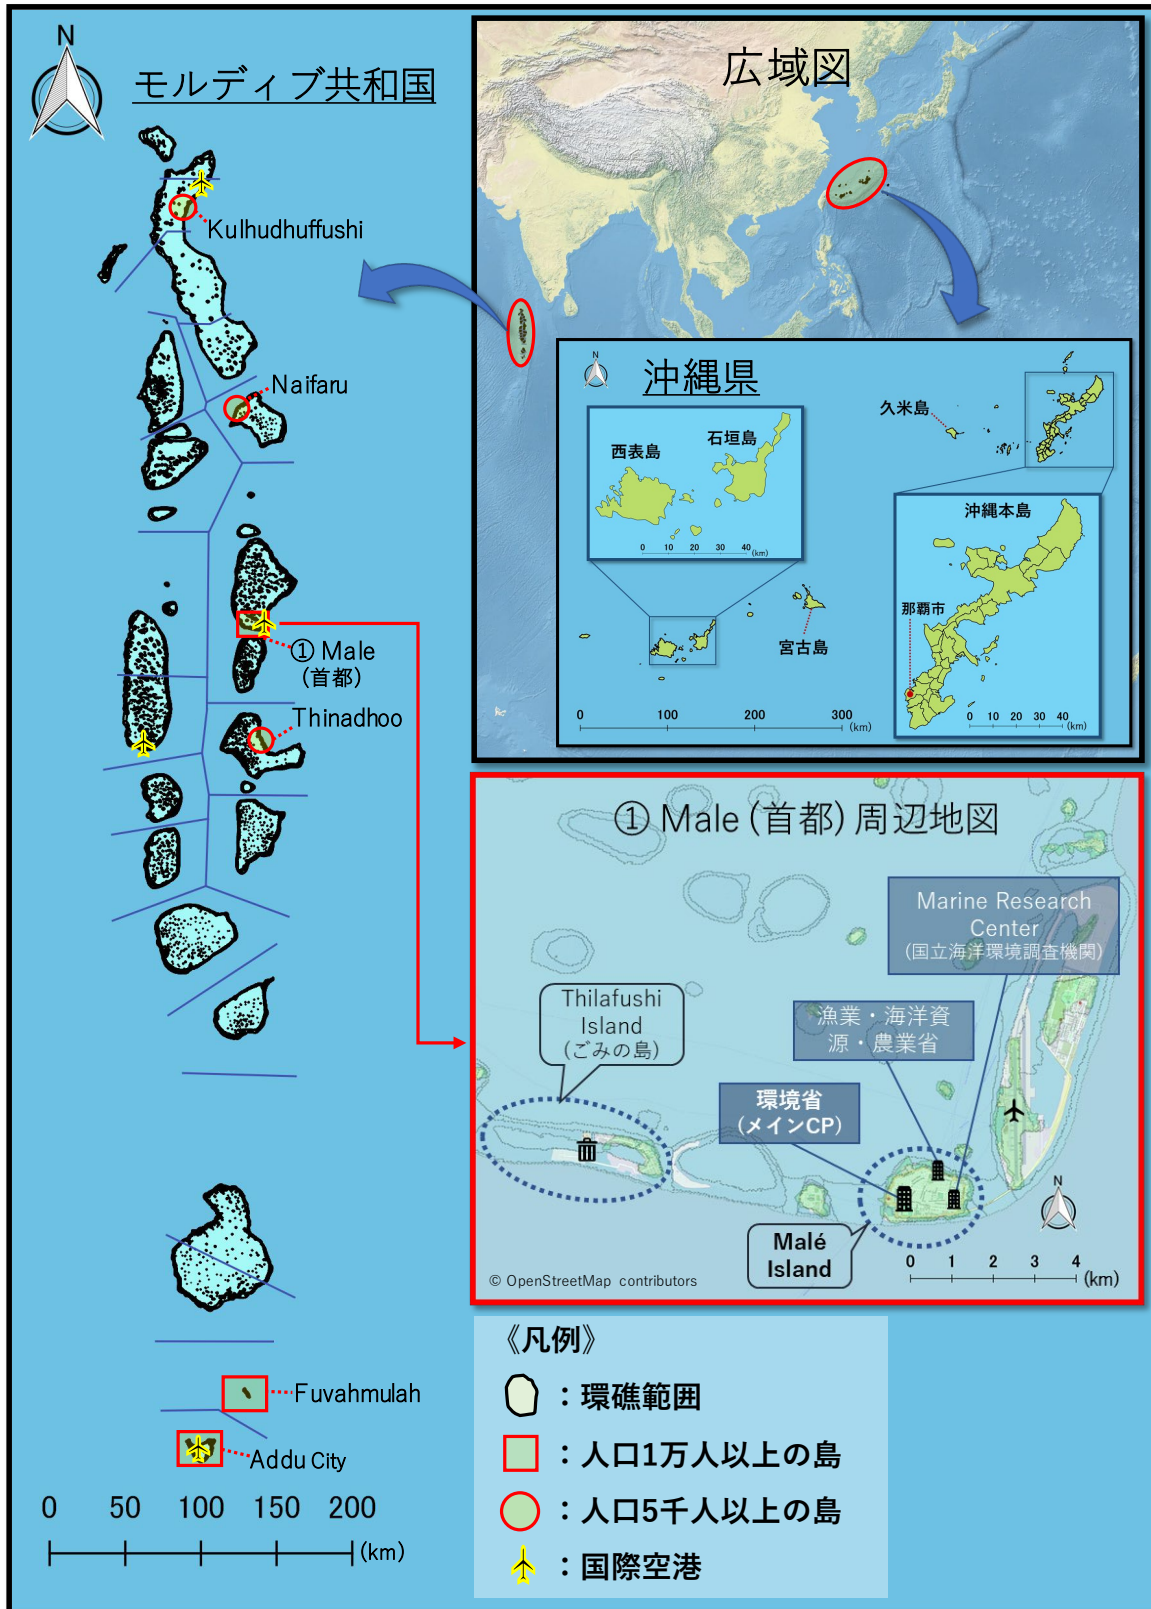 N
モルディブ共和国
Kulhudhuffushi
Naifaru
① Male
(首都)
Thinadhoo
Fuvahmulah
Addu City
0 50 100 150 200
(km)
広域図
N
沖縄県
西表島
石垣島
0 10 20 30 40
(km)
久米島
宮古島
沖縄本島
那覇市
0 10 20 30 40
(km)
0 100 200 300
(km)
① Male (首都) 周辺地図
Marine Research
Center
(国立海洋環境調査機関)
Thilafushi
Island
(ごみの島)
漁業・海洋資
源・農業省
環境省
(メインCP)
Malé
Island
N
0 1 2 3 4
(km)
© OpenStreetMap contributors
《凡例》
：環礁範囲
：人口1万人以上の島
：人口5千人以上の島
：国際空港